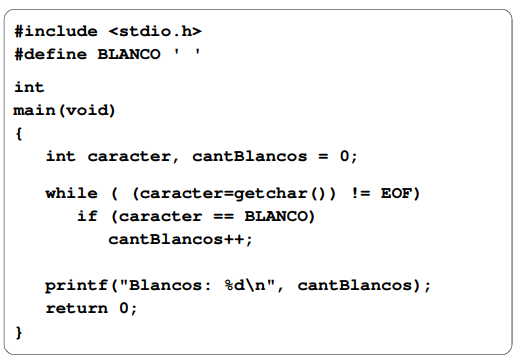 #include <stdio.h>
#define BLANCO ' '
int
main(void)
{
int caracter, cantBlancos = 0;
while ( (caracter=getchar()) != EOF)
if (caracter == BLANCO)
cantBlancos++;
printf("Blancos: %d\n", cantBlancos);
return 0;
}